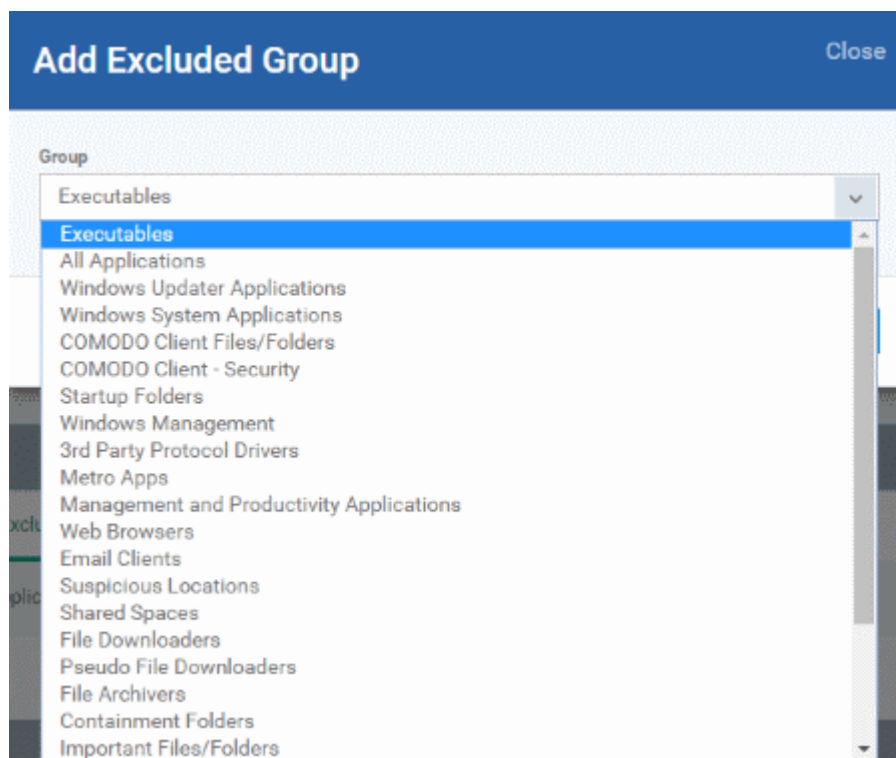 Add Excluded Group
Close
Group
Executables
Executables
All Applications
Windows Updater Applications
Windows System Applications
COMODO Client Files/Folders
COMODO Client - Security
Startup Folders
Windows Management
3rd Party Protocol Drivers
Metro Apps
Management and Productivity Applications
Web Browsers
Email Clients
Suspicious Locations
Shared Spaces
File Downloaders
Pseudo File Downloaders
File Archivers
Containment Folders
Important Files/Folders